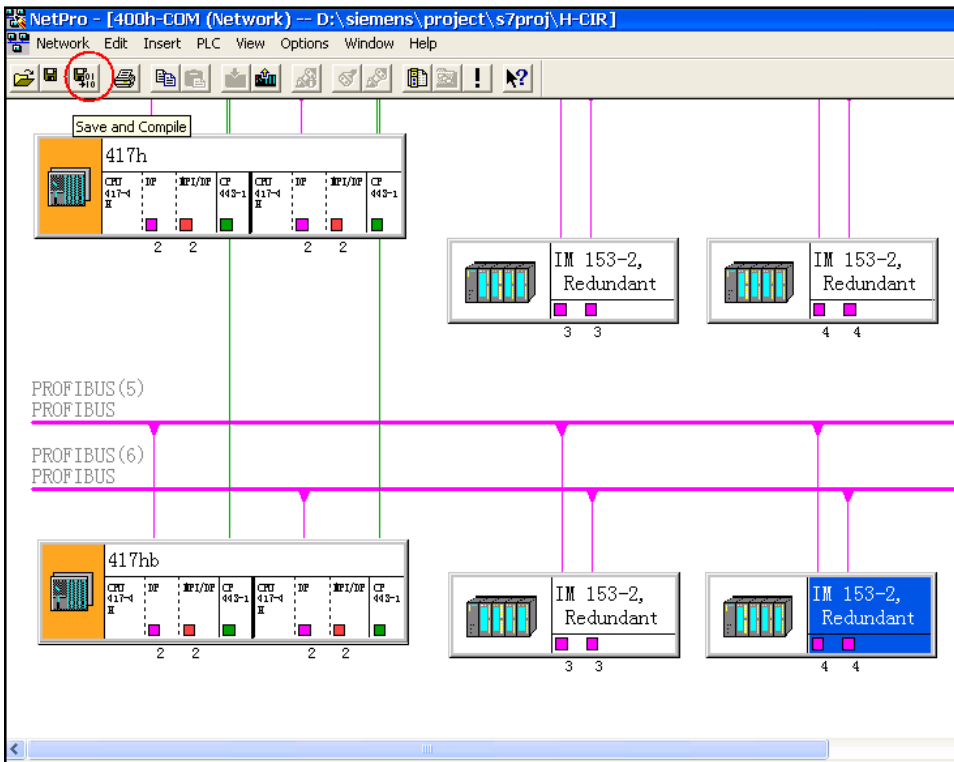 NetPro - [400h-COM (Network) -- D:\siemens\project\s7proj\H-CIR]
Network Edit Insert PLC View Options Window Help
Save and Compile
417h
CPU 417-4 H DP MPI/DP CP 443-1 CPU 417-4 H DP MPI/DP CP 443-1
2 2 2 2
IM 153-2, Redundant
3 3
IM 153-2, Redundant
4 4
PROFIBUS(5)
PROFIBUS
PROFIBUS(6)
PROFIBUS
417hb
CPU 417-4 H DP MPI/DP CP 443-1 CPU 417-4 H DP MPI/DP CP 443-1
2 2 2 2
IM 153-2, Redundant
3 3
IM 153-2, Redundant
4 4